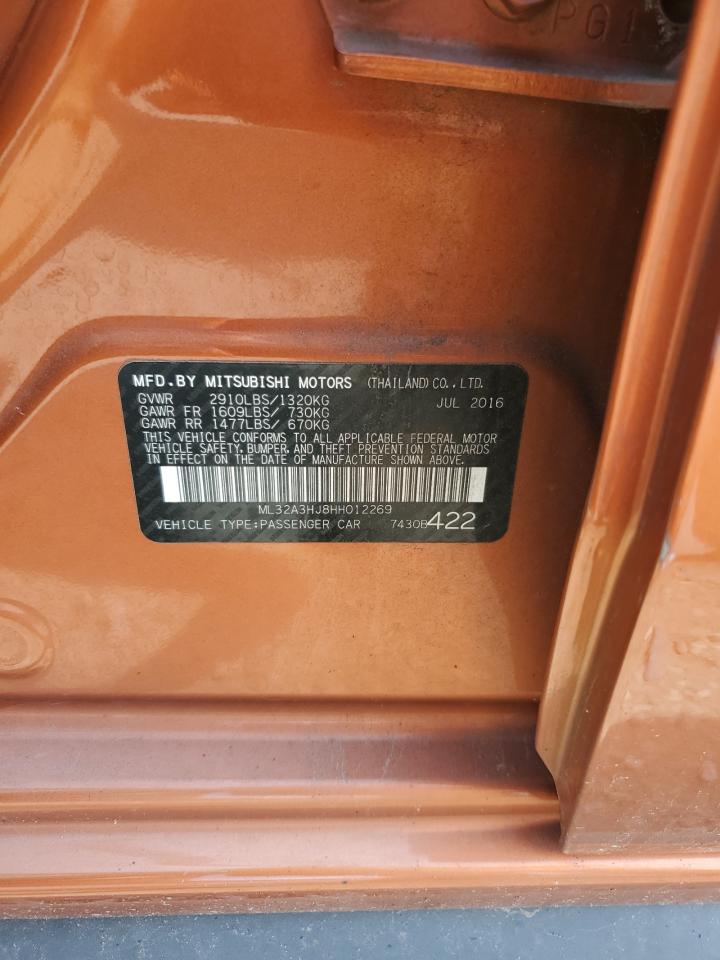 PG1
MFD.BY MITSUBISHI MOTORS (THAILAND) CO.,LTD.
GVWR 2910LBS/1320KG JUL 2016
GAWR FR 1609LBS/ 730KG
GAWR RR 1477LBS/ 670KG
THIS VEHICLE CONFORMS TO ALL APPLICABLE FEDERAL MOTOR
VEHICLE SAFETY, BUMPER, AND THEFT PREVENTION STANDARDS
IN EFFECT ON THE DATE OF MANUFACTURE SHOWN ABOVE.
ML32A3HJ8HH012269
VEHICLE TYPE:PASSENGER CAR 7430B422